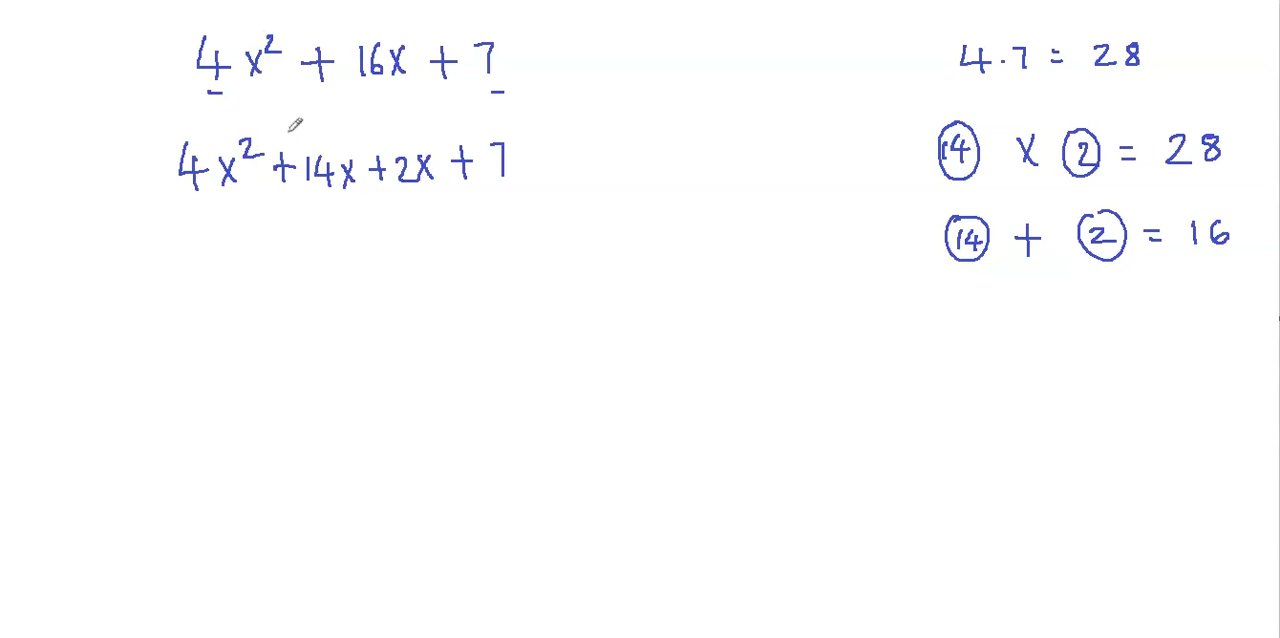 4x² + 16x + 7
4x² + 14x + 2x + 7
4 · 7 = 28
14 x 2 = 28
14 + 2 = 16